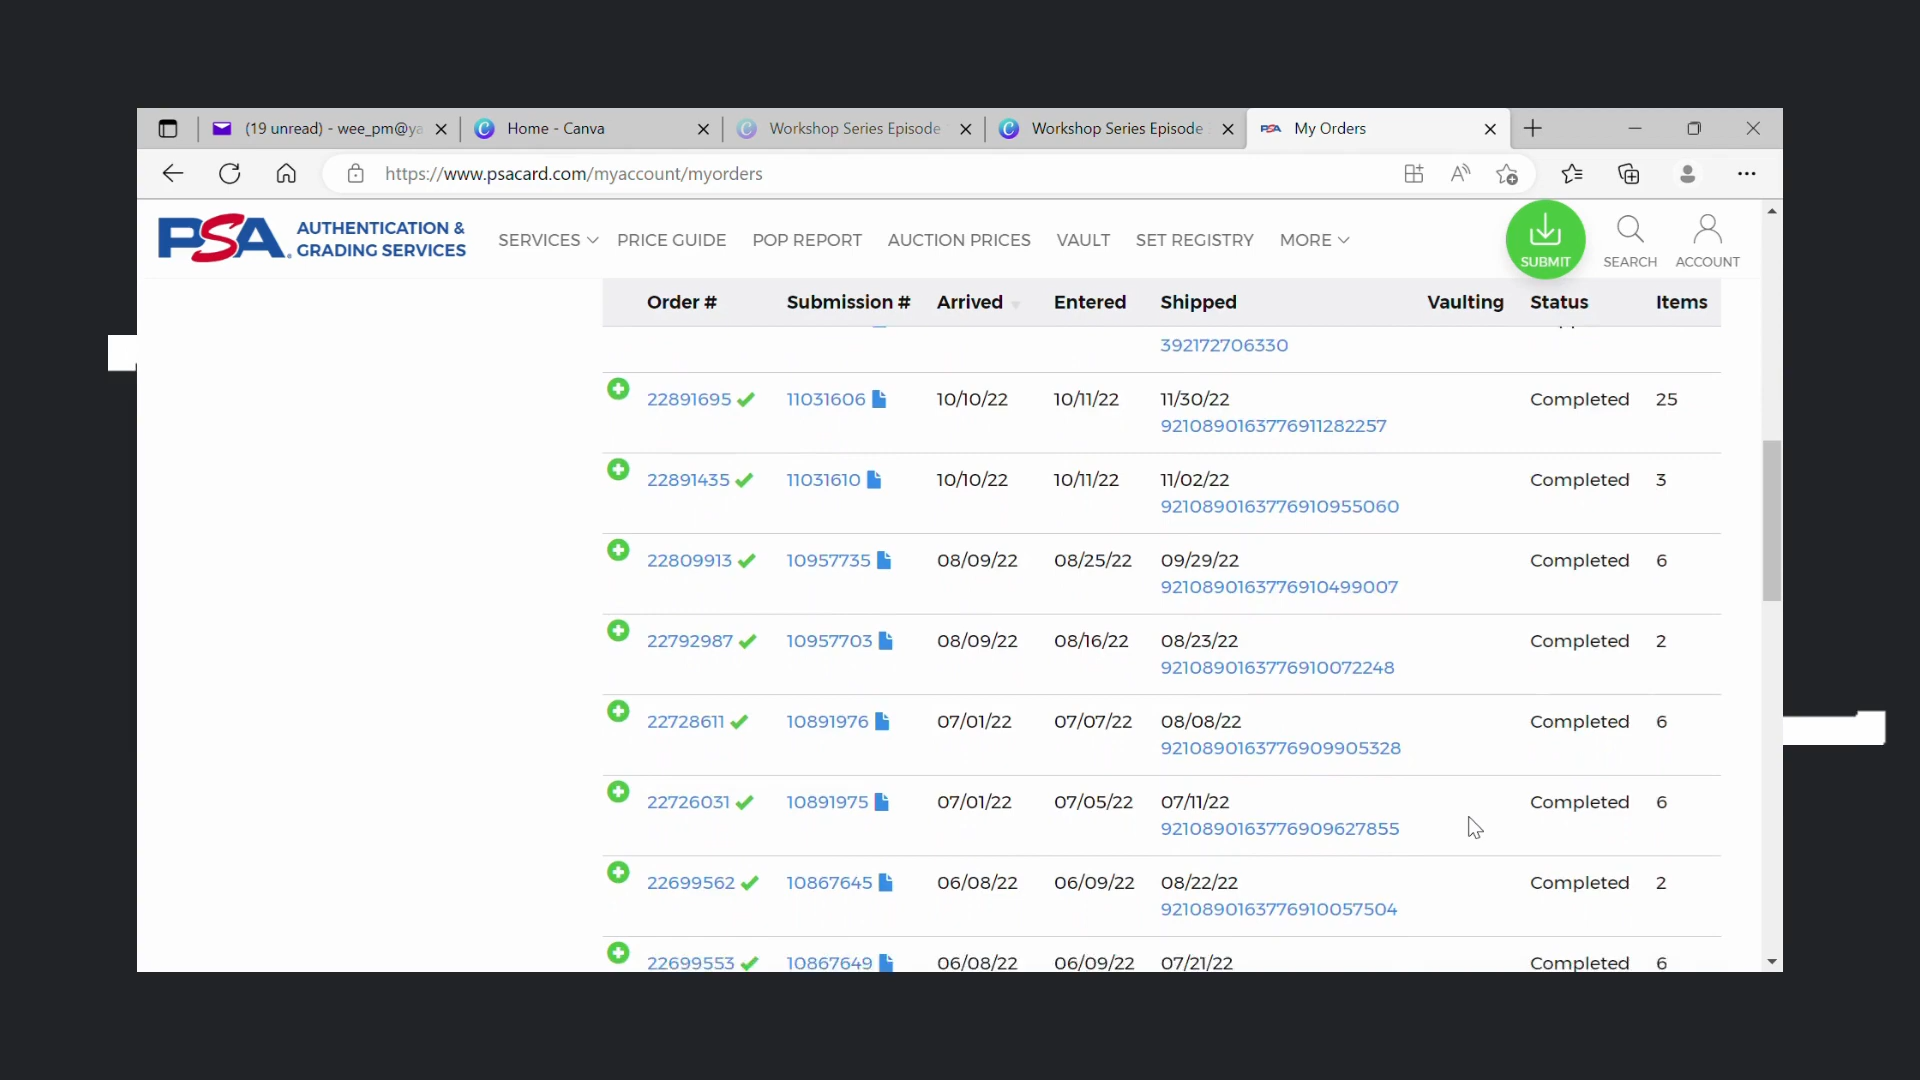 (19 unread) - wee_pm@ya
Home - Canva
Workshop Series Episode
Workshop Series Episode
PSA My Orders
https://www.psacard.com/myaccount/myorders
PSA AUTHENTICATION & GRADING SERVICES
SERVICES PRICE GUIDE POP REPORT AUCTION PRICES VAULT SET REGISTRY MORE SUBMIT SEARCH ACCOUNT
Order # Submission # Arrived Entered Shipped Vaulting Status Items
392172706330
22891695 11031606 10/10/22 10/11/22 11/30/22 Completed 25
9210890163776911282257
22891435 11031610 10/10/22 10/11/22 11/02/22 Completed 3
9210890163776910955060
22809913 10957735 08/09/22 08/25/22 09/29/22 Completed 6
9210890163776910499007
22792987 10957703 08/09/22 08/16/22 08/23/22 Completed 2
9210890163776910072248
22728611 10891976 07/01/22 07/07/22 08/08/22 Completed 6
9210890163776909905328
22726031 10891975 07/01/22 07/05/22 07/11/22 Completed 6
9210890163776909627855
22699562 10867645 06/08/22 06/09/22 08/22/22 Completed 2
9210890163776910057504
22699553 10867649 06/08/22 06/09/22 07/21/22 Completed 6